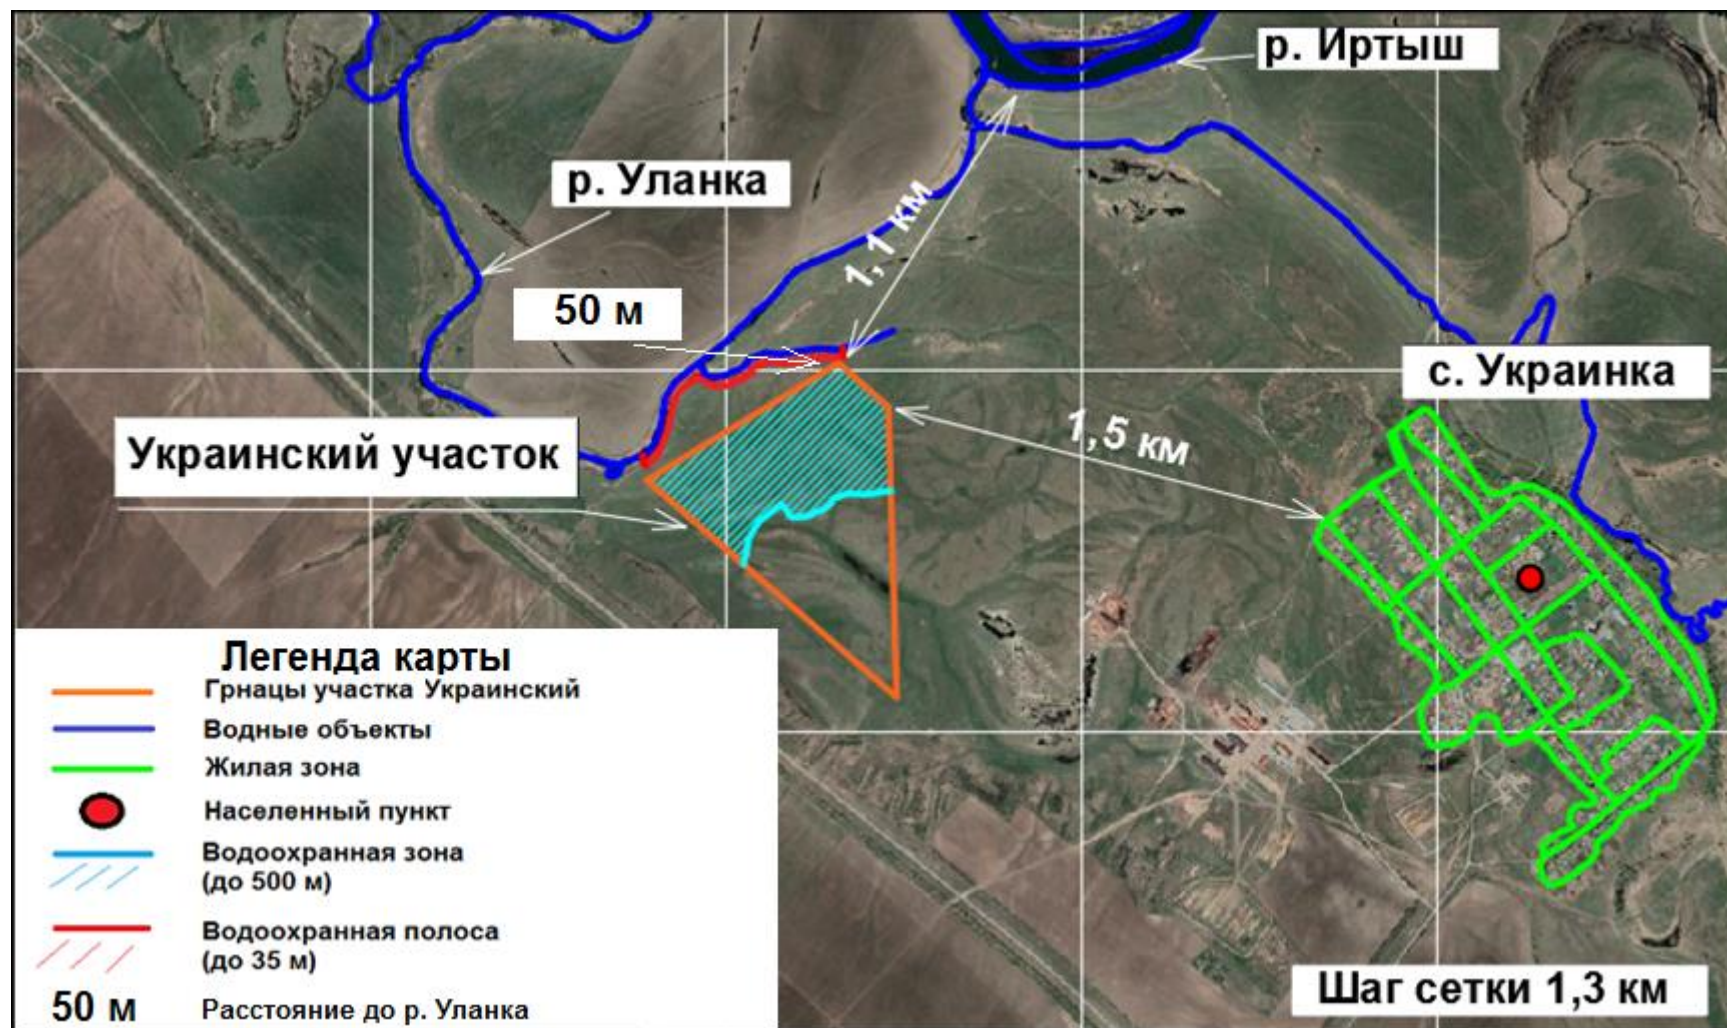 р. Иртыш
р. Уланка
1,1 км
50 м
с. Украинка
1,5 км
Украинский участок
Легенда карты
Грнацы участка Украинский
Водные объекты
Жилая зона
Населенный пункт
Водоохранная зона
(до 500 м)
Водоохранная полоса
(до 35 м)
50 м Расстояние до р. Уланка
Шаг сетки 1,3 км